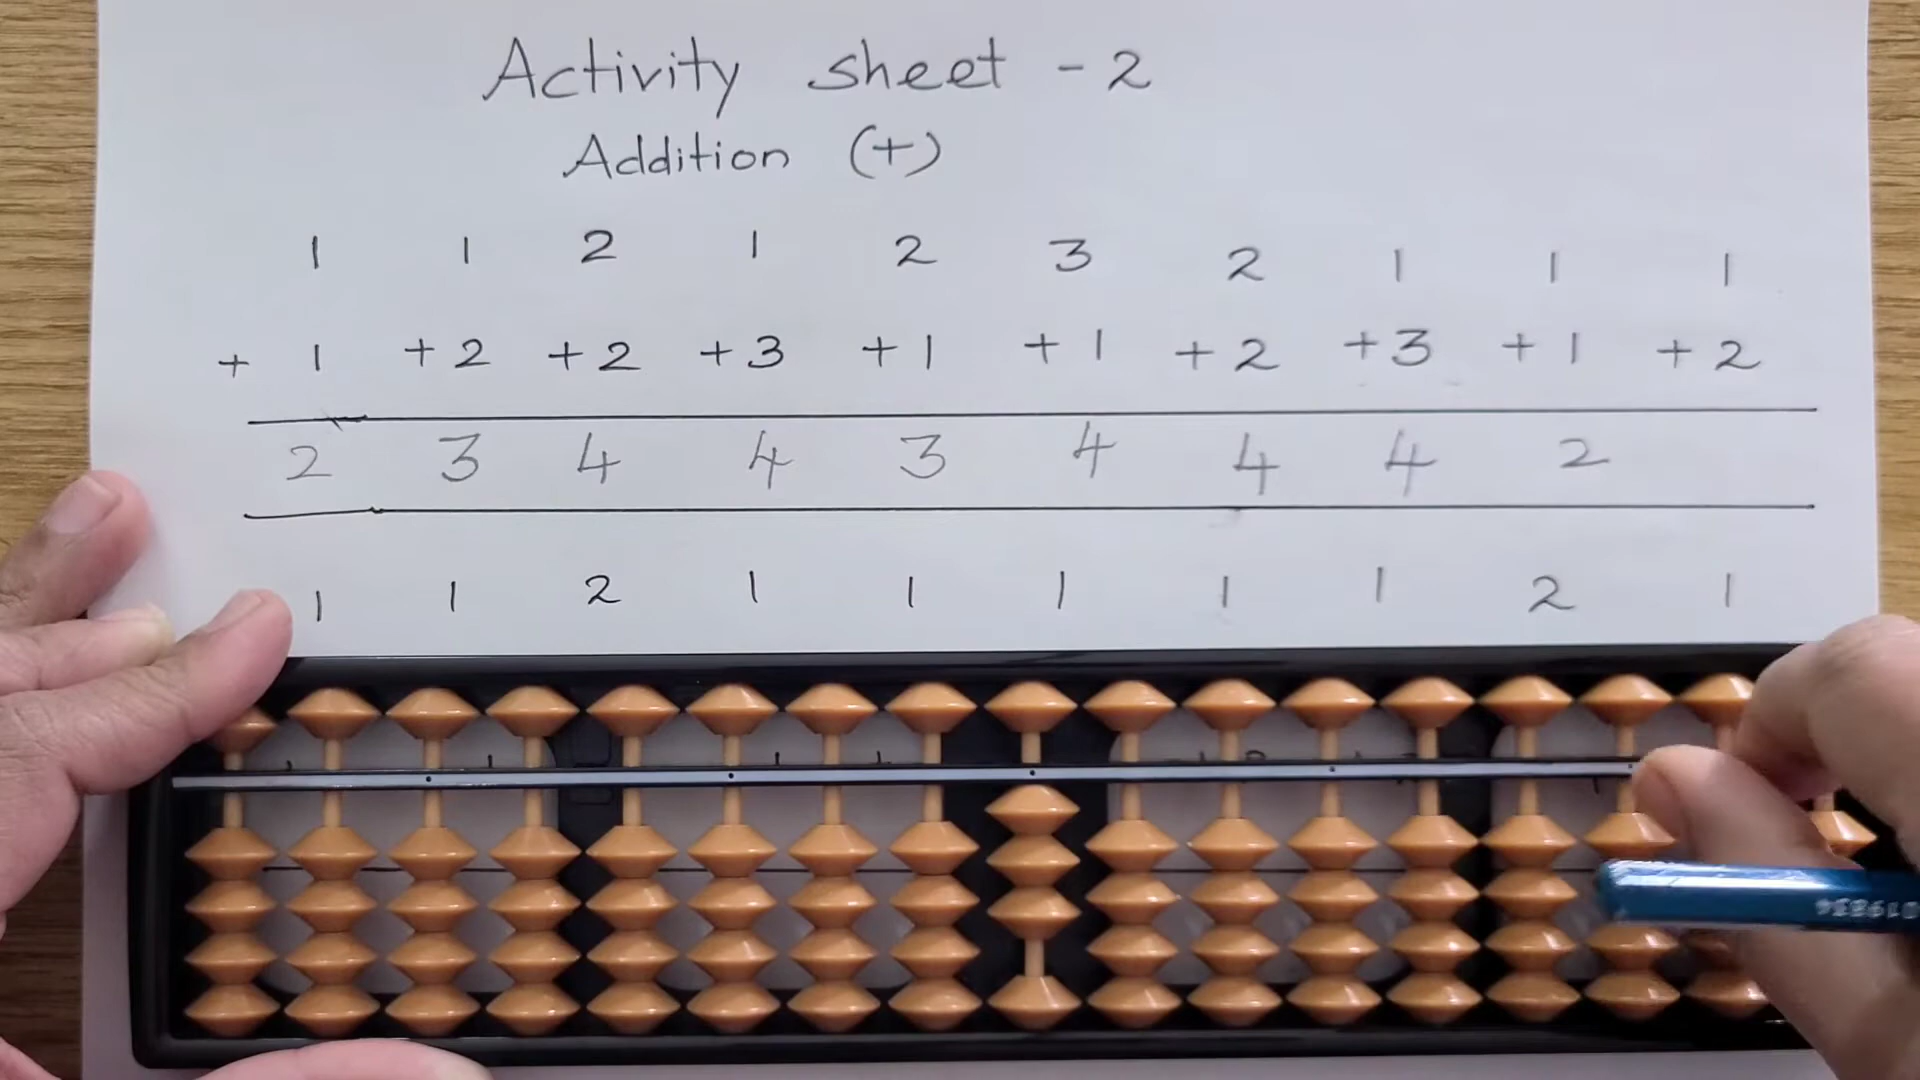 Activity sheet - 2
Addition (+)
1 1 2 1 2 3 2 1 1 1
+ 1 + 2 + 2 + 3 + 1 + 1 + 2 + 3 + 1 + 2
2 3 4 4 3 4 4 4 2
1 1 2 1 1 1 1 1 2 1